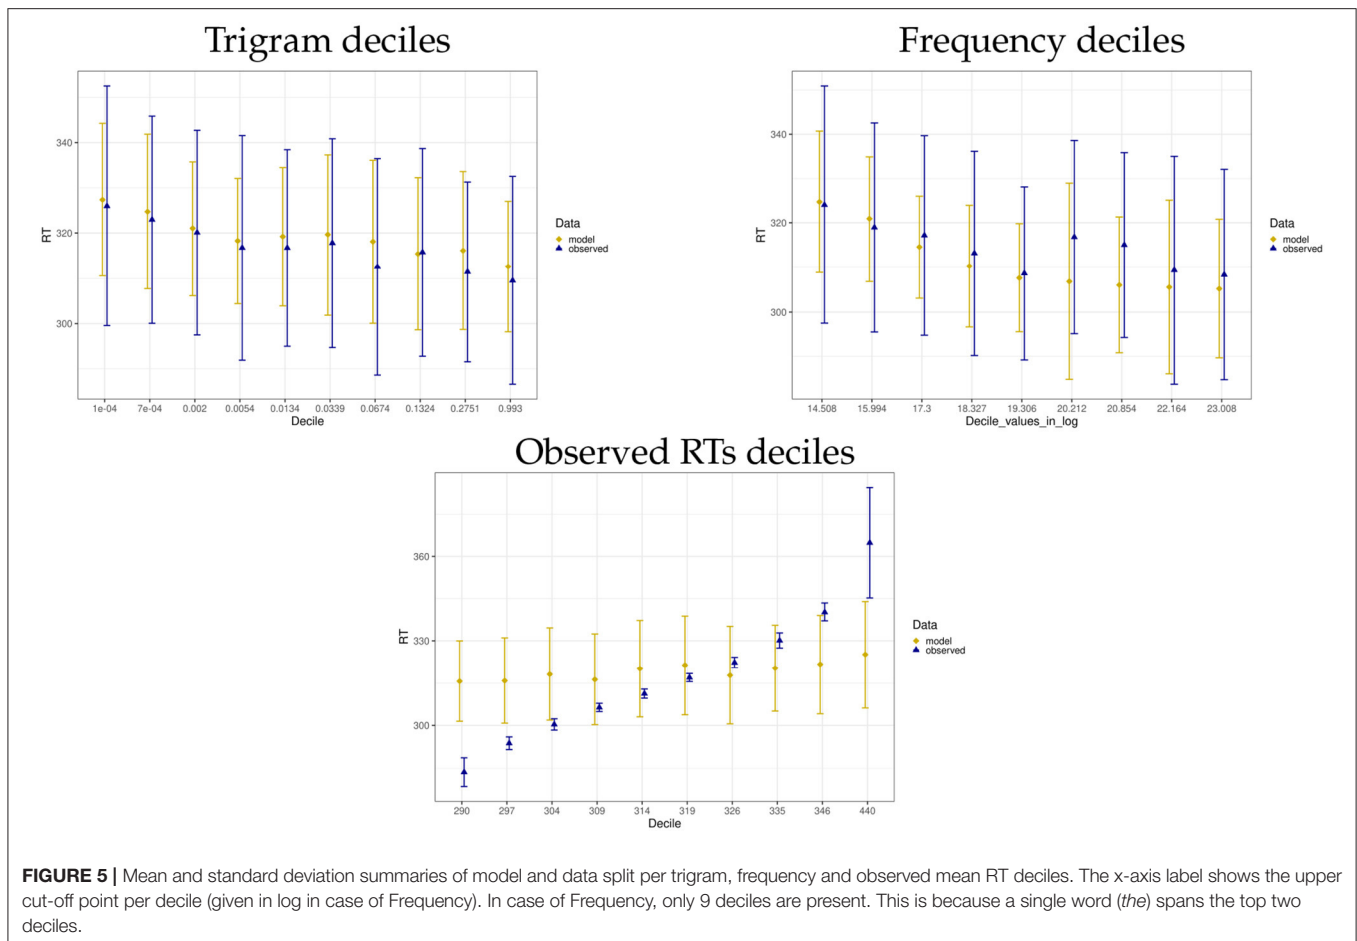 Trigram deciles
340
320
300
RT
1e-04 7e-04 0.002 0.0054 0.0134 0.0339 0.0674 0.1324 0.2751 0.993
Decile
Data
model
observed
Frequency deciles
340
320
300
RT
14.508 15.994 17.3 18.327 19.306 20.212 20.854 22.164 23.008
Decile_values_in_log
Data
model
observed
Observed RTs deciles
360
330
300
RT
290 297 304 309 314 319 326 335 346 440
Decile
Data
model
observed
FIGURE 5 | Mean and standard deviation summaries of model and data split per trigram, frequency and observed mean RT deciles. The x-axis label shows the upper
cut-off point per decile (given in log in case of Frequency). In case of Frequency, only 9 deciles are present. This is because a single word (the) spans the top two
deciles.